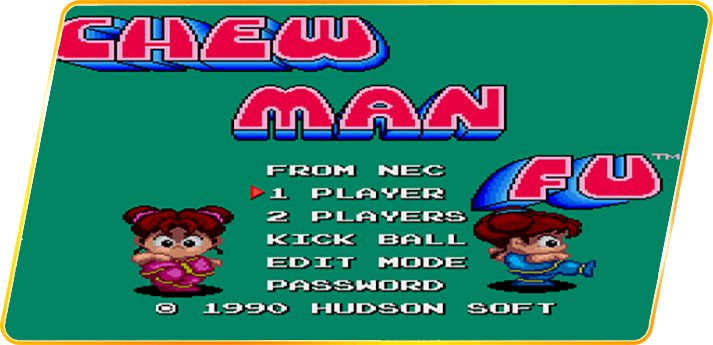 CHEW
MAN
FU™
FROM NEC
1 PLAYER
2 PLAYERS
KICK BALL
EDIT MODE
PASSWORD
© 1990 HUDSON SOFT